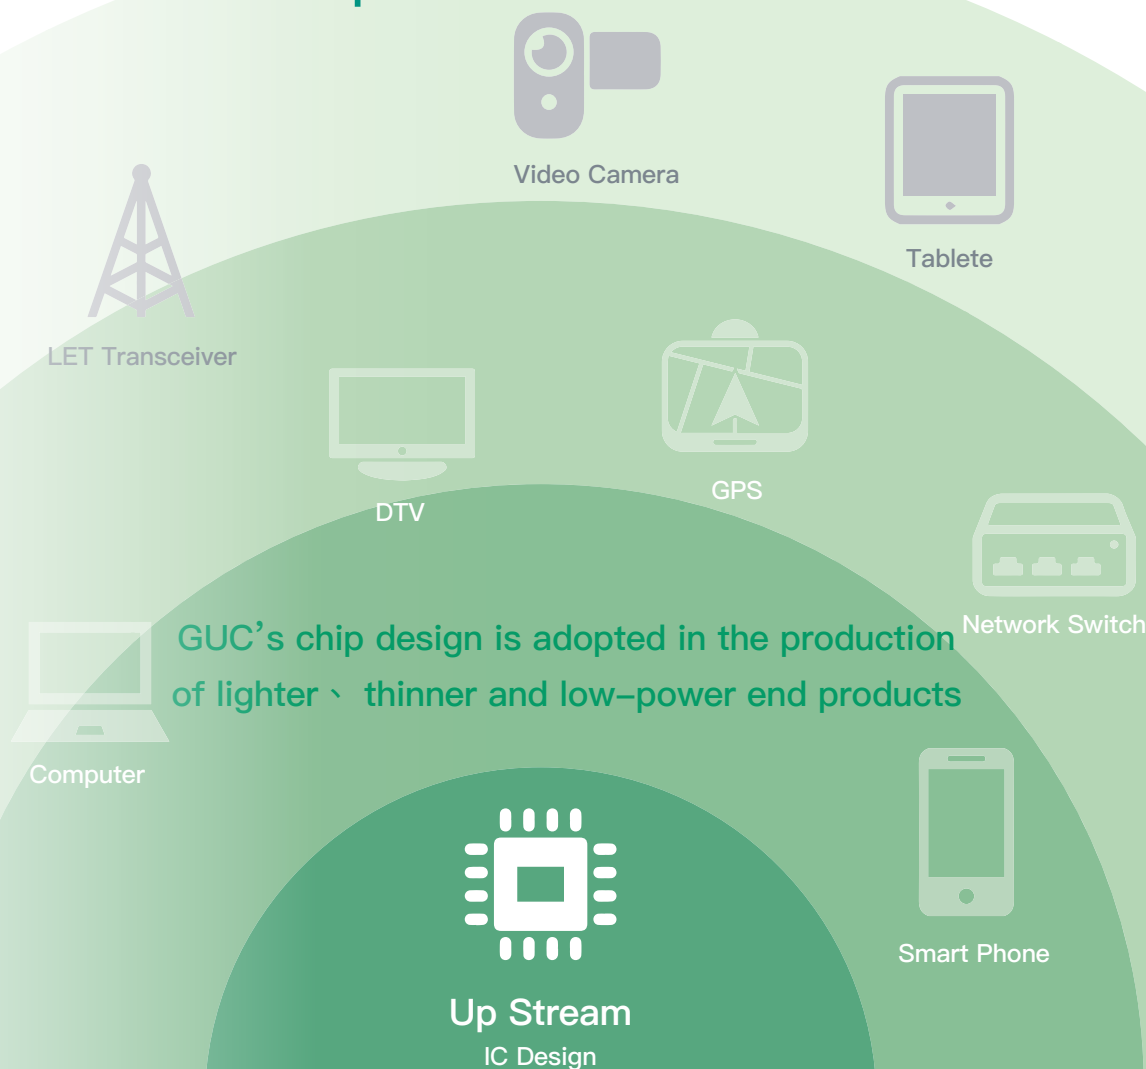 Video Camera
Tablete
LET Transceiver
GPS
DTV
Network Switch
GUC’s chip design is adopted in the production
of lighter、 thinner and low–power end products
Computer
Smart Phone
Up Stream
IC Design